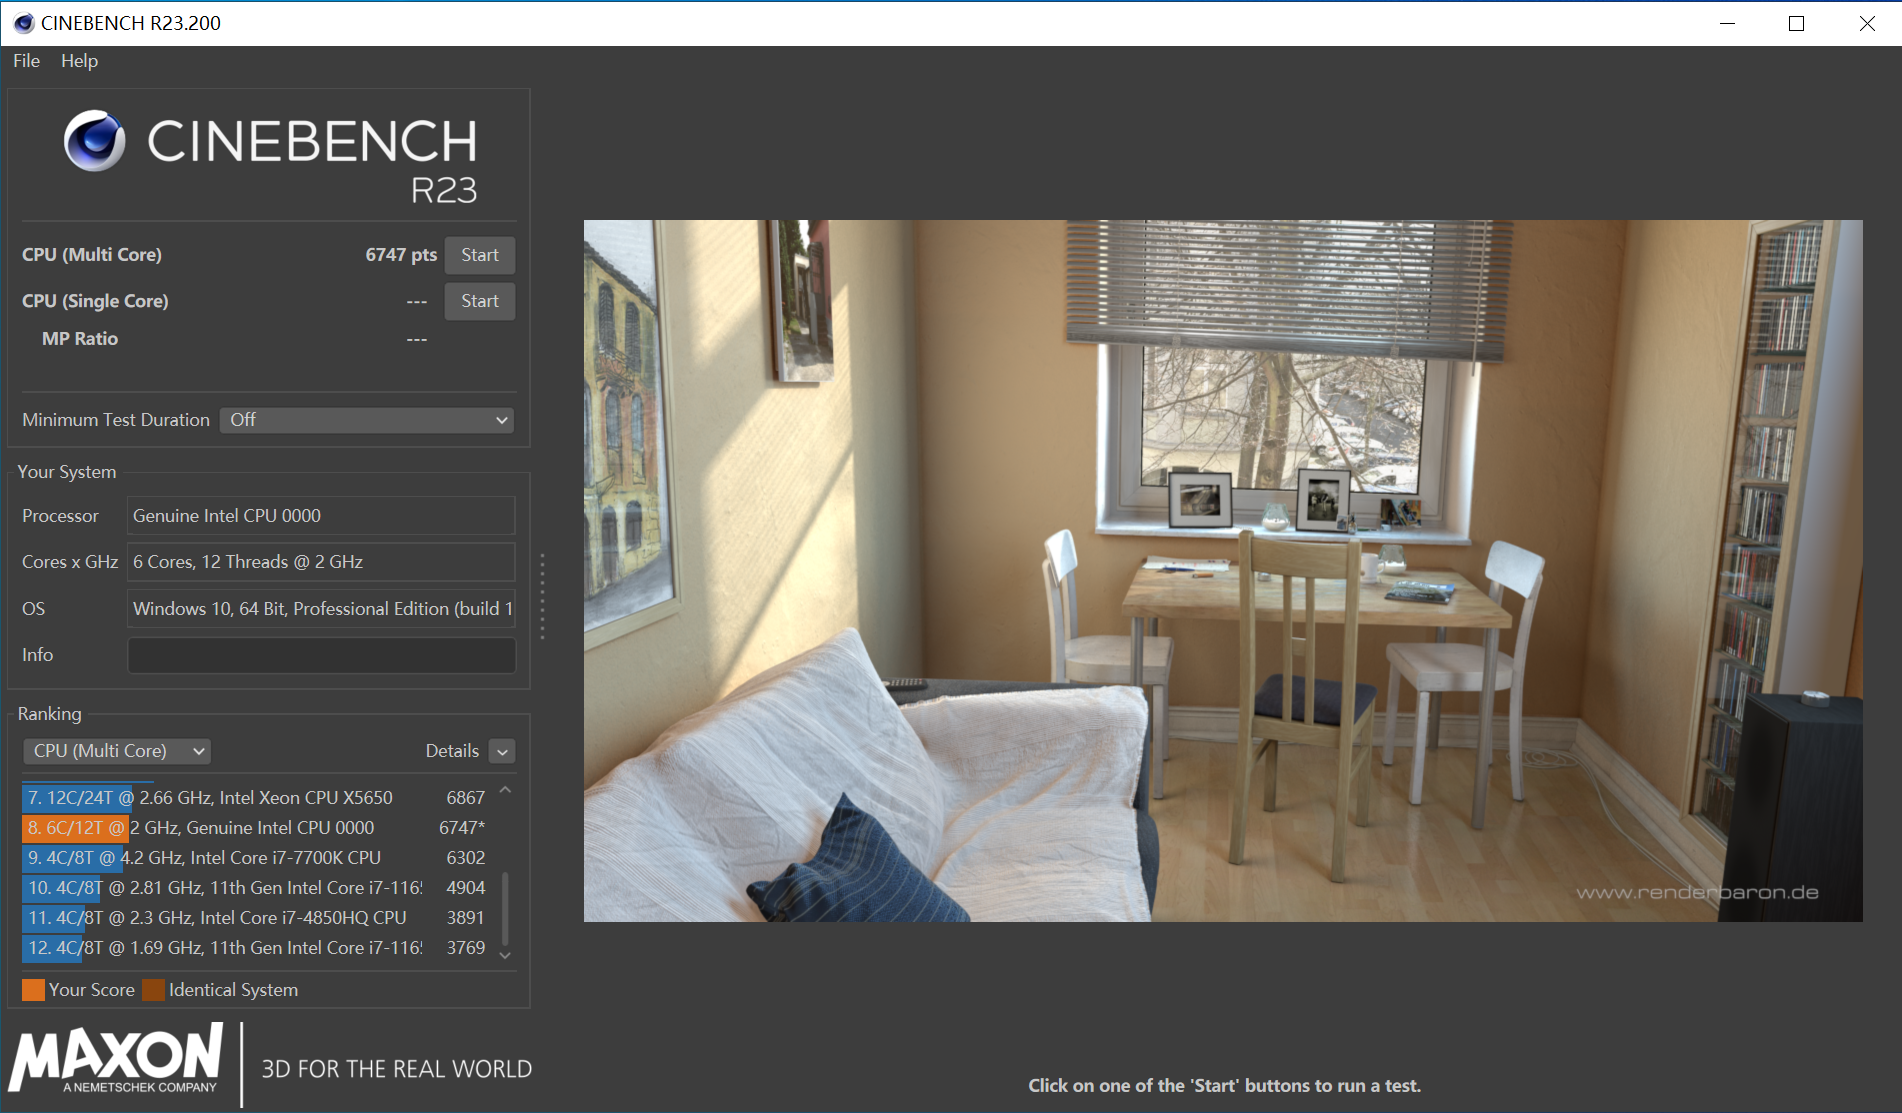 CINEBENCH R23.200
File Help
CINEBENCH
R23
CPU (Multi Core) 6747 pts Start
CPU (Single Core) --- Start
MP Ratio ---
Minimum Test Duration Off
Your System
Processor Genuine Intel CPU 0000
Cores x GHz 6 Cores, 12 Threads @ 2 GHz
OS Windows 10, 64 Bit, Professional Edition (build 1
Info
Ranking
CPU (Multi Core) Details
7. 12C/24T @ 2.66 GHz, Intel Xeon CPU X5650 6867
8. 6C/12T @ 2 GHz, Genuine Intel CPU 0000 6747*
9. 4C/8T @ 4.2 GHz, Intel Core i7-7700K CPU 6302
10. 4C/8T @ 2.81 GHz, 11th Gen Intel Core i7-116 4904
11. 4C/8T @ 2.3 GHz, Intel Core i7-4850HQ CPU 3891
12. 4C/8T @ 1.69 GHz, 11th Gen Intel Core i7-116 3769
Your Score Identical System
MAXON
A NEMETSCHEK COMPANY
3D FOR THE REAL WORLD
www.renderbaron.de
Click on one of the 'Start' buttons to run a test.